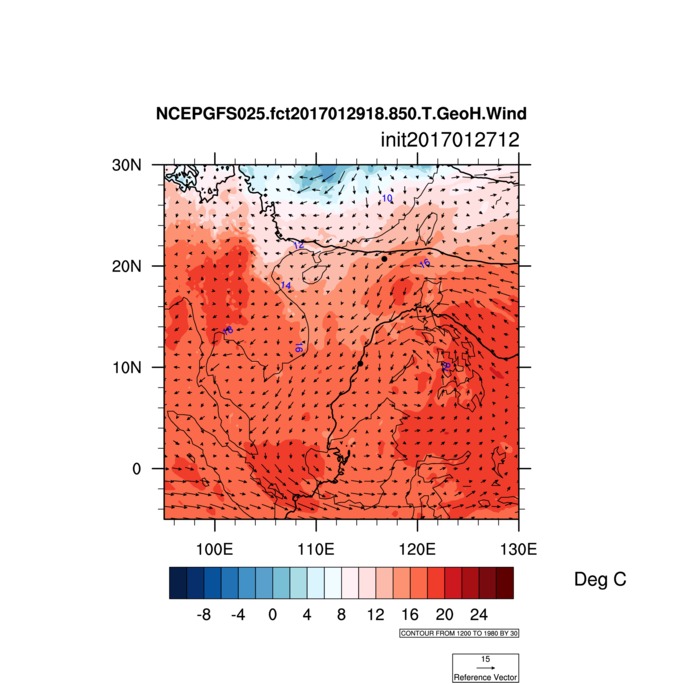 NCEPGFS025.fct2017012918.850.T.GeoH.Wind
init2017012712
30N
10
12
20N
16
14
16
10N
0
100E
110E
120E
130E
Deg C
-8 -4 0 4 8 12 16 20 24
CONTOUR FROM 1200 TO 1980 BY 30
15
Reference Vector